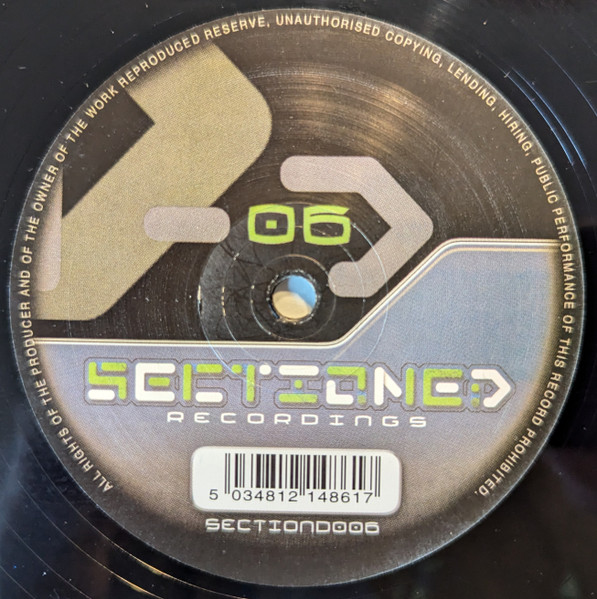 ALL RIGHTS OF THE PRODUCER AND OF THE OWNER OF THE WORK REPRODUCED RESERVE, UNAUTHORISED COPYING, LENDING, HIRING, PUBLIC PERFORMANCE OF THIS RECORD PROHIBITED.
06
SECTIONED
RECORDINGS
5 034812 148617
SECTIOND006